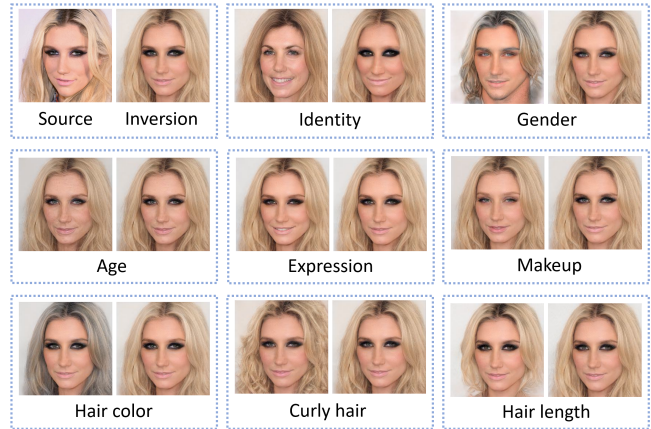 Source Inversion
Identity
Gender
Age
Expression
Makeup
Hair color
Curly hair
Hair length